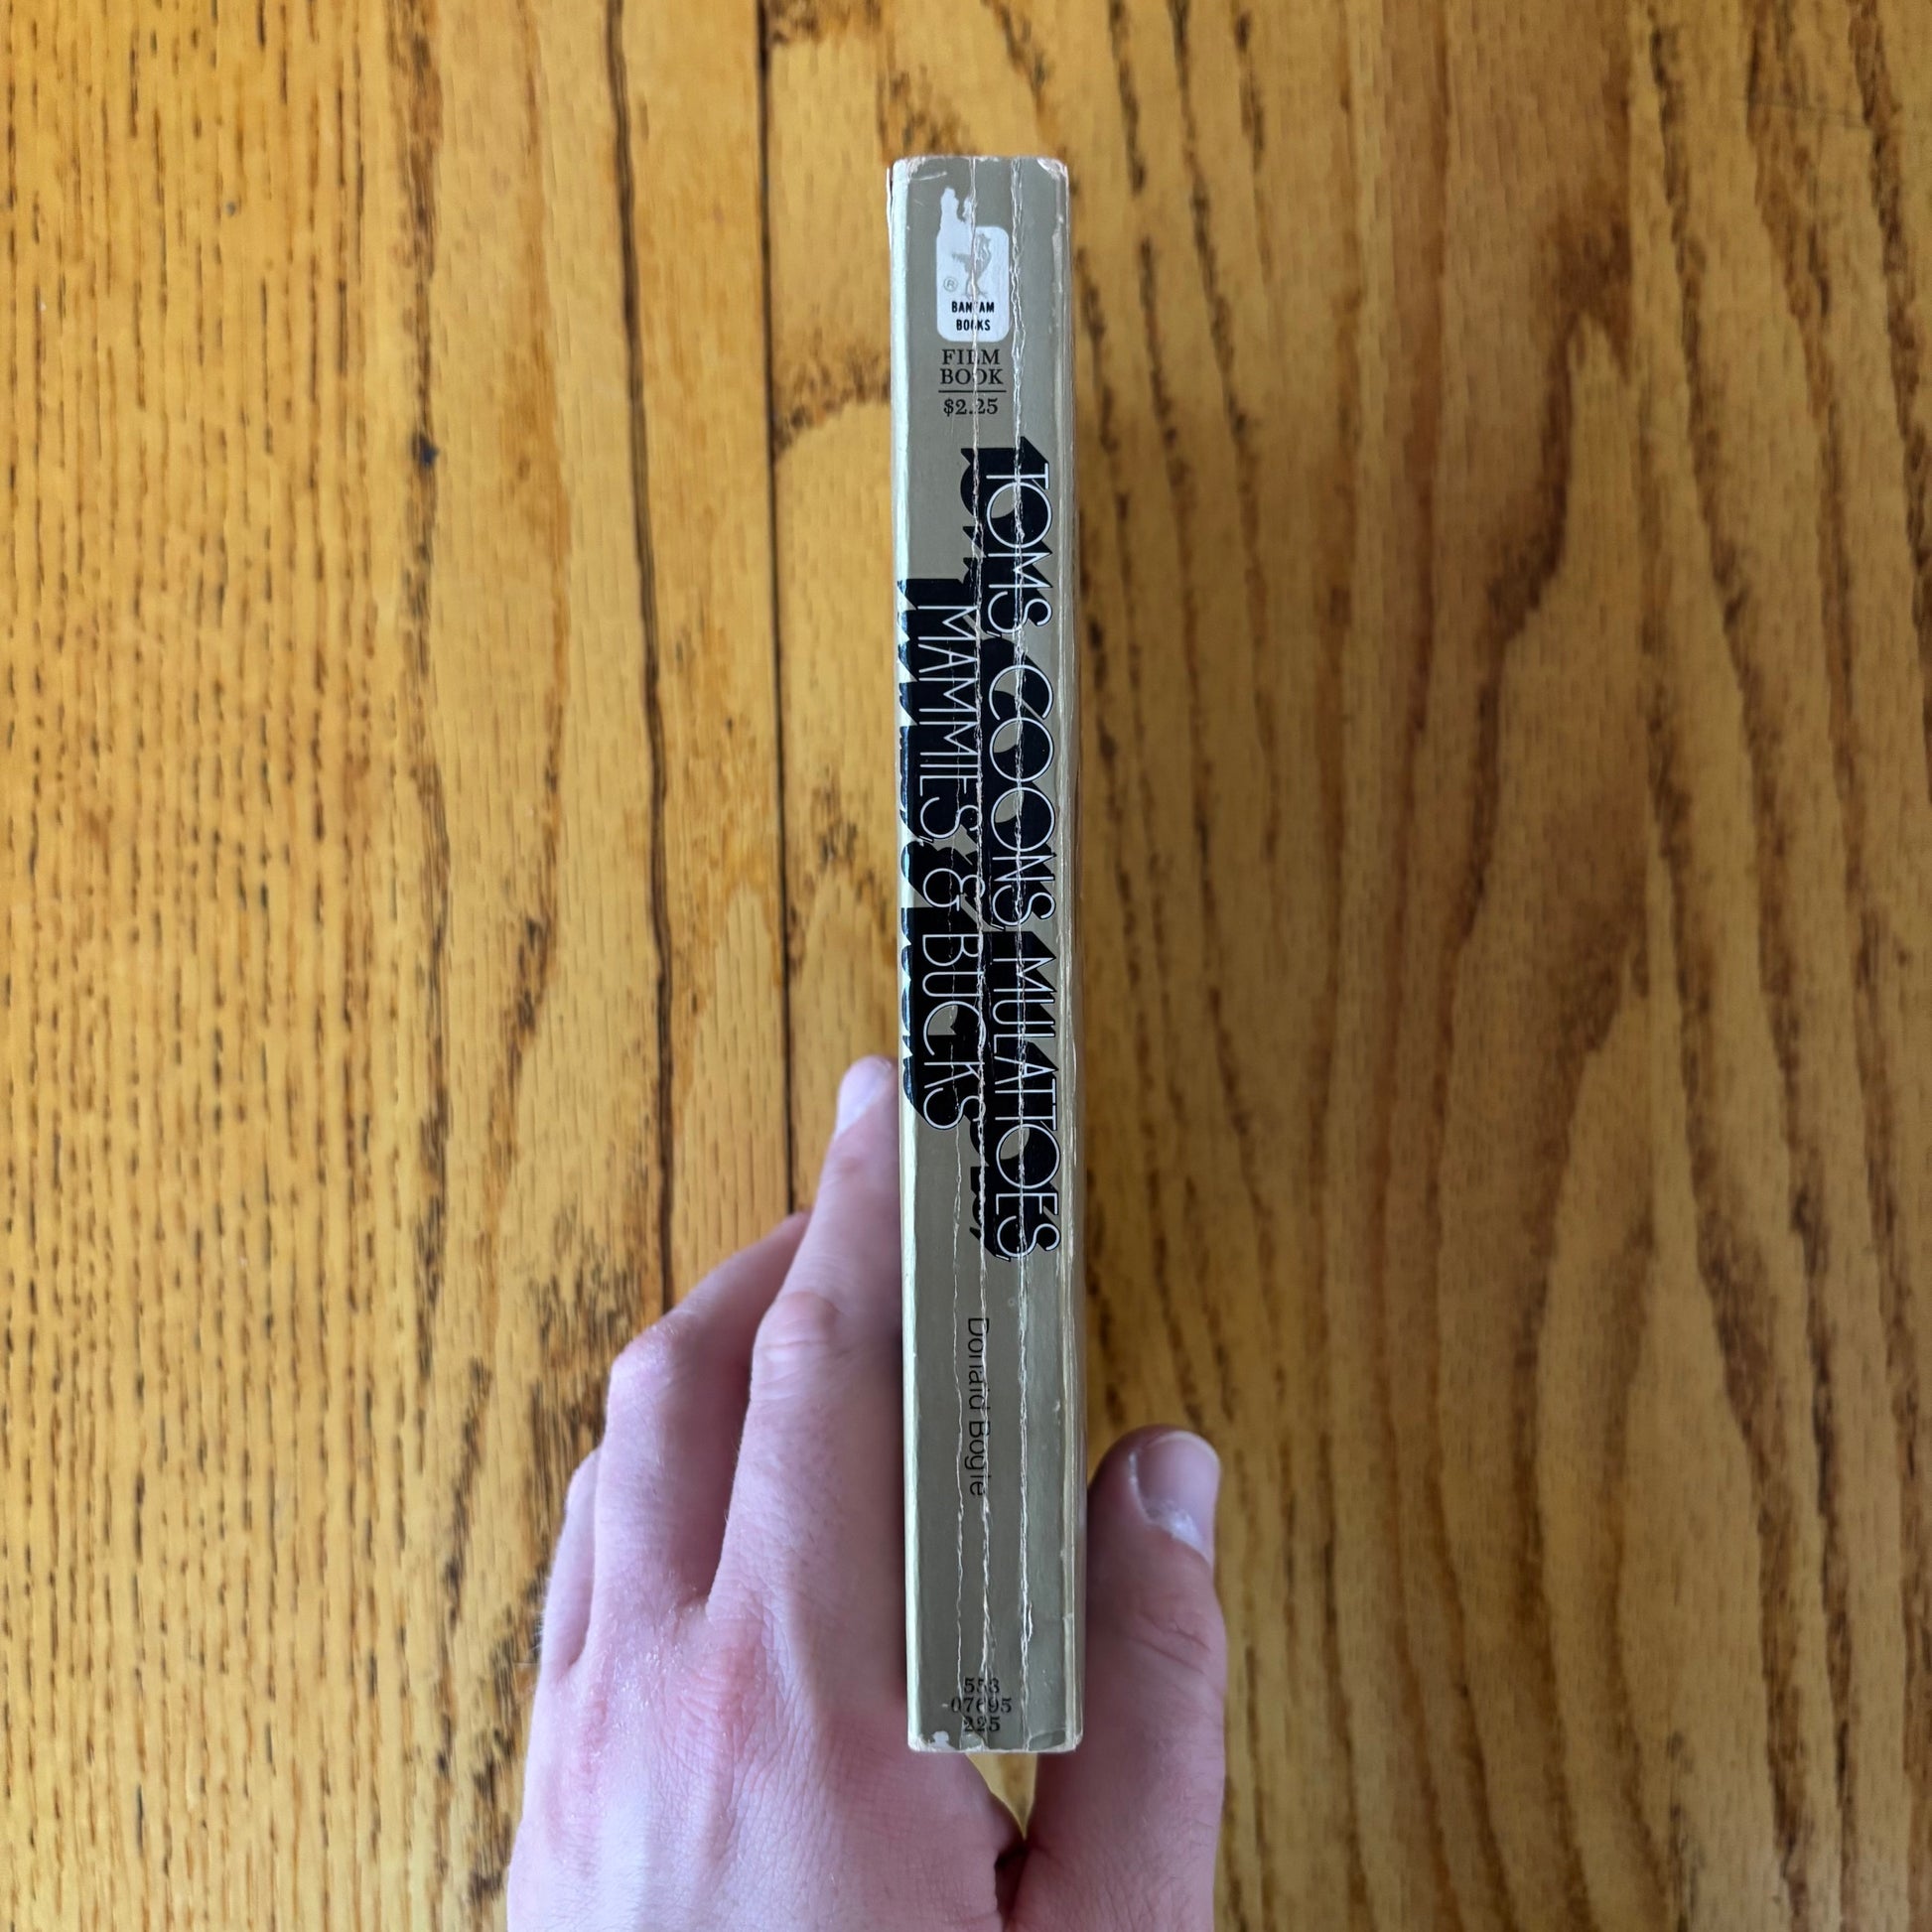 ®
BANTAM
BOOKS
FILM
BOOK
$2.25
TOMS, COONS, MULATTOES,
MAMMIES & BUCKS
Donald Bogle
553
07695
225